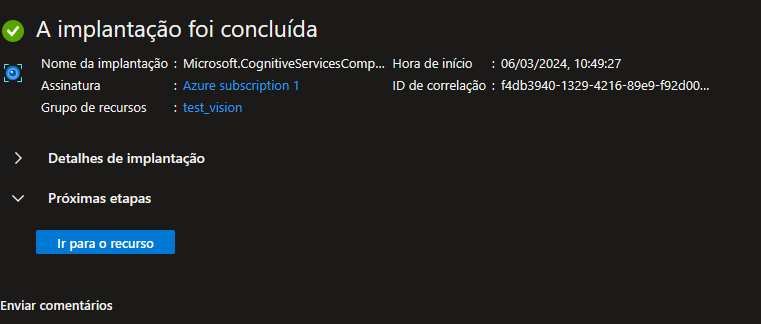 A implantação foi concluída
Nome da implantação : Microsoft.CognitiveServicesComp... Hora de início : 06/03/2024, 10:49:27
Assinatura : Azure subscription 1 ID de correlação : f4db3940-1329-4216-89e9-f92d00...
Grupo de recursos : test_vision
Detalhes de implantação
Próximas etapas
Ir para o recurso
Enviar comentários